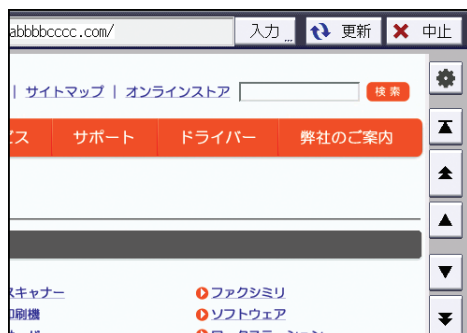 abbbbcccc.com/ 入力 更新 中止
| サイトマップ | オンラインストア 検索
ス サポート ドライバー 弊社のご案内
スキャナー ファクシミリ
印刷機 ソフトウェア